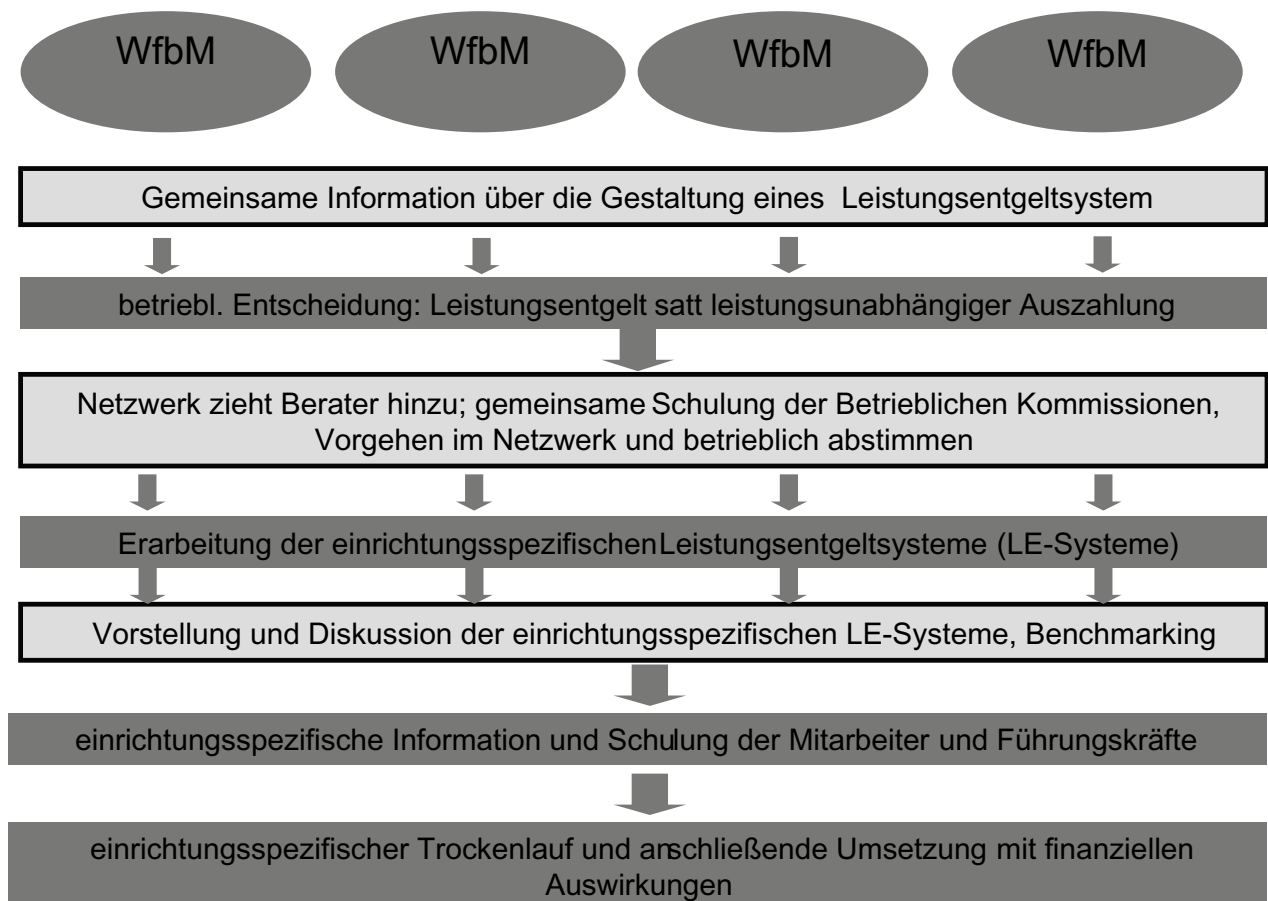 WfbM
WfbM
WfbM
WfbM
Gemeinsame Information über die Gestaltung eines Leistungsentgeltsystem
betriebl. Entscheidung: Leistungsentgelt satt leistungsunabhängiger Auszahlung
Netzwerk zieht Berater hinzu; gemeinsame Schulung der Betrieblichen Kommissionen,
Vorgehen im Netzwerk und betrieblich abstimmen
Erarbeitung der einrichtungsspezifischen Leistungsentgeltsysteme (LE-Systeme)
Vorstellung und Diskussion der einrichtungsspezifischen LE-Systeme, Benchmarking
einrichtungsspezifische Information und Schulung der Mitarbeiter und Führungskräfte
einrichtungsspezifischer Trockenlauf und anschließende Umsetzung mit finanziellen
Auswirkungen